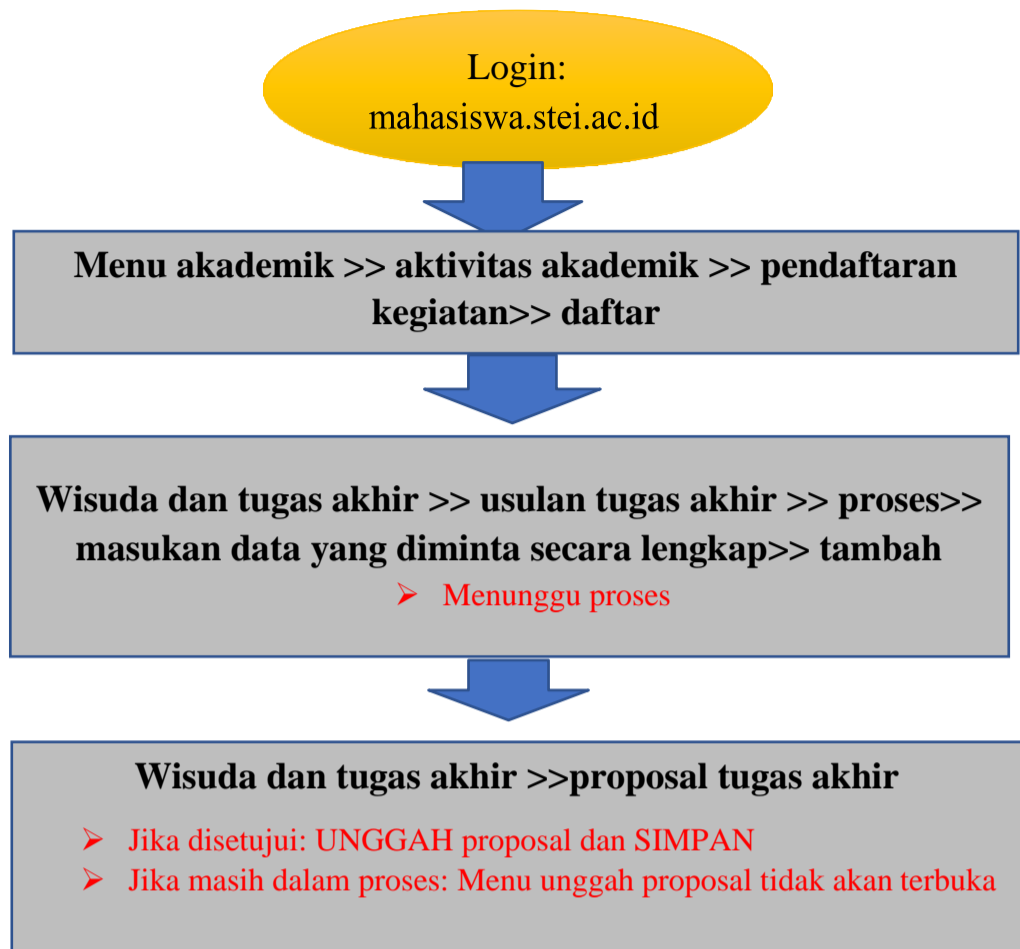 Login:
mahasiswa.stei.ac.id
Menu akademik >> aktivitas akademik >> pendaftaran
kegiatan>> daftar
Wisuda dan tugas akhir >> usulan tugas akhir >> proses>>
masukan data yang diminta secara lengkap>> tambah
➢ Menunggu proses
Wisuda dan tugas akhir >>proposal tugas akhir
➢ Jika disetujui: UNGGAH proposal dan SIMPAN
➢ Jika masih dalam proses: Menu unggah proposal tidak akan terbuka